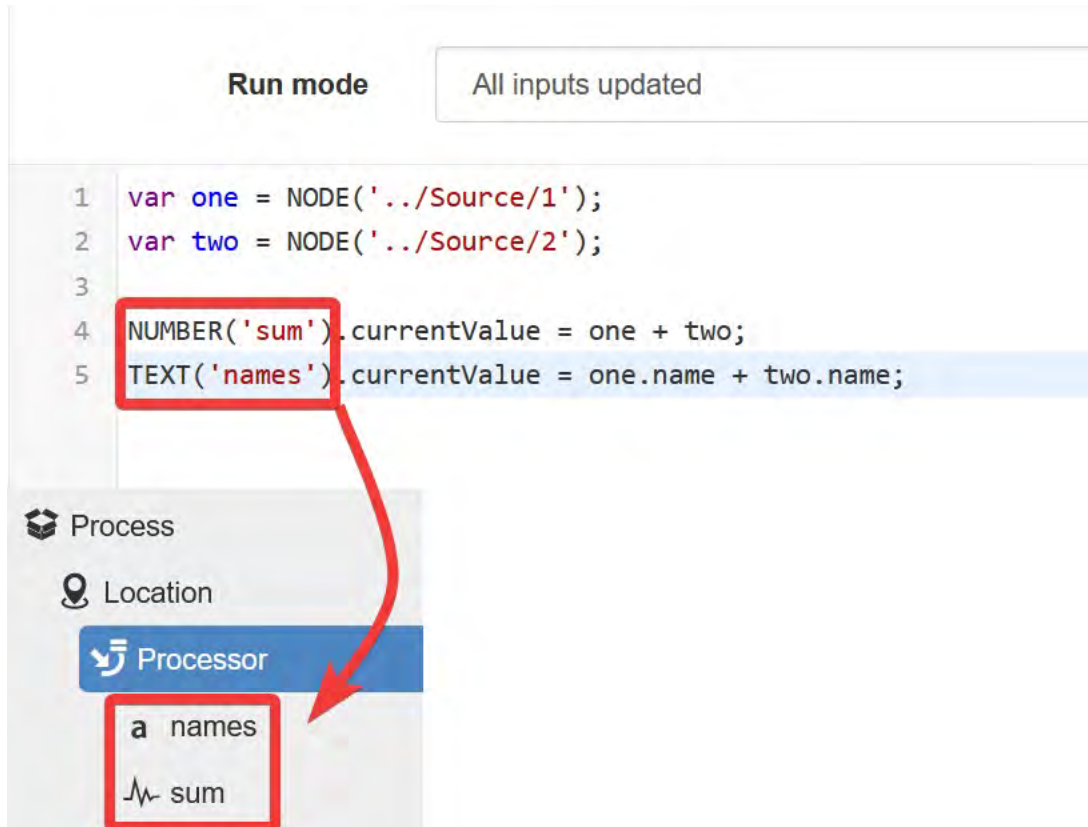 Run mode All inputs updated
1 var one = NODE('../Source/1');
2 var two = NODE('../Source/2');
3
4 NUMBER('sum').currentValue = one + two;
5 TEXT('names').currentValue = one.name + two.name;
Process
Location
Processor
a names
sum